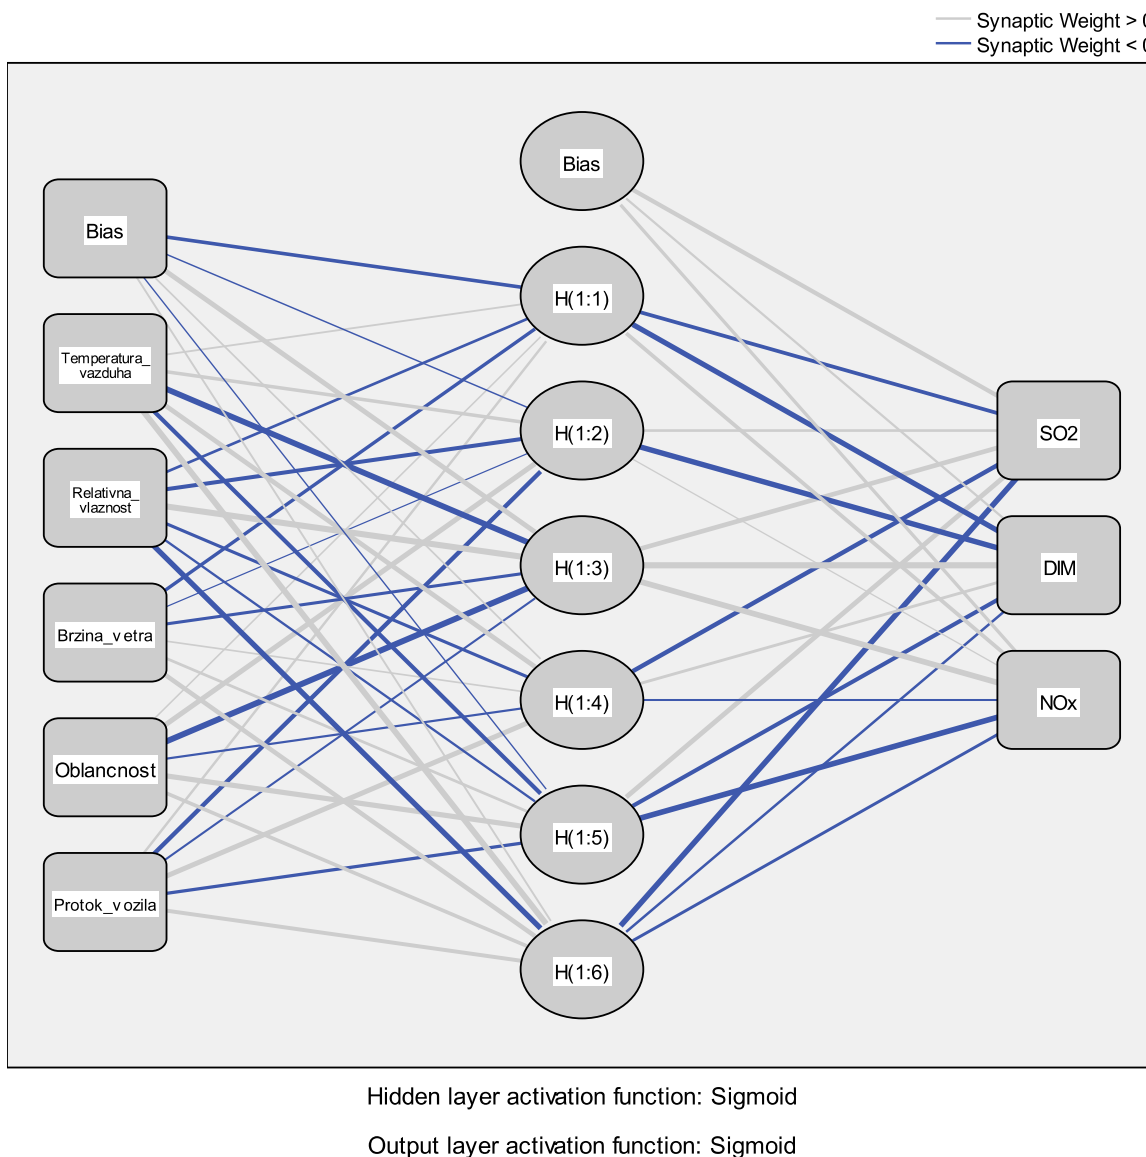 Synaptic Weight > 0
Synaptic Weight < 0
Bias
Bias
H(1:1)
Temperatura_
vazduha
H(1:2)
SO2
Relativna_
vlaznost
H(1:3)
DIM
Brzina_vetra
H(1:4)
NOx
Oblancnost
H(1:5)
Protok_vozila
H(1:6)
Hidden layer activation function: Sigmoid
Output layer activation function: Sigmoid